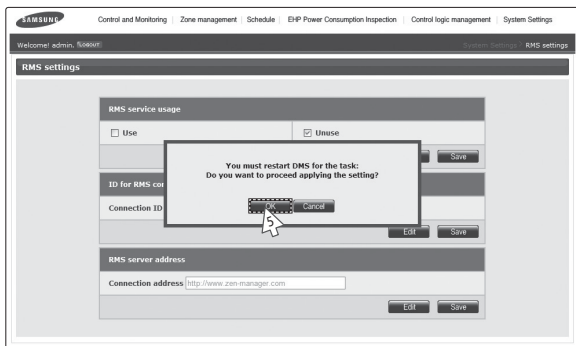 SAMSUNG Control and Monitoring Zone management Schedule EHP Power Consumption Inspection Control logic management System Settings
Welcome! admin. LOGOUT System Settings RMS settings
RMS settings
RMS service usage
Use Unuse
Save
You must restart DMS for the task:
Do you want to proceed applying the setting?
OK Cancel
5
ID for RMS con
Connection ID
Edit Save
RMS server address
Connection address http://www.zen-manager.com
Edit Save